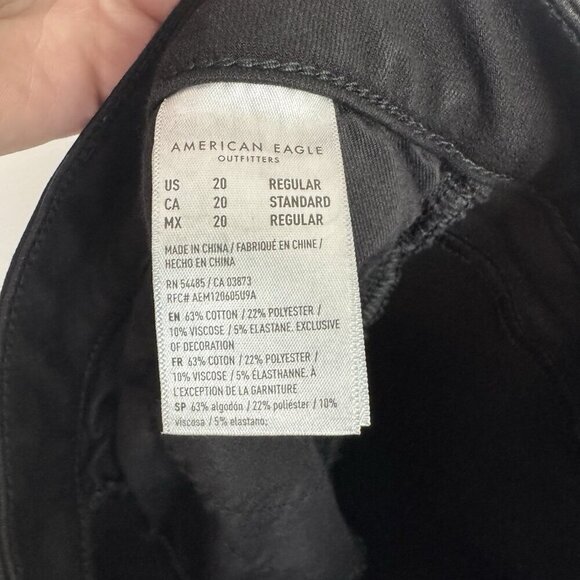 AMERICAN EAGLE
OUTFITTERS
US 20 REGULAR
CA 20 STANDARD
MX 20 REGULAR
MADE IN CHINA / FABRIQUÉ EN CHINE /
HECHO EN CHINA
RN 54485 / CA 03873
RFC# AEM120605U9A
EN 63% COTTON / 22% POLYESTER /
10% VISCOSE / 5% ELASTANE. EXCLUSIVE
OF DECORATION
FR 63% COTON / 22% POLYESTER /
10% VISCOSE / 5% ÉLASTHANNE. À
L'EXCEPTION DE LA GARNITURE
SP 63% algodón / 22% poliéster / 10%
viscosa / 5% elastano;